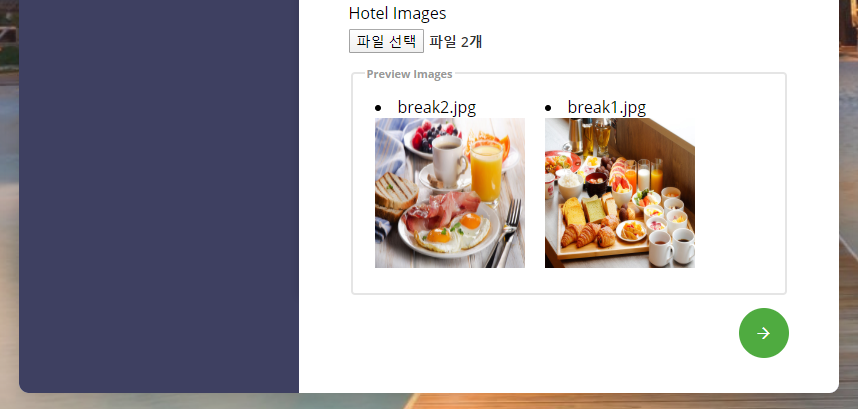 Hotel Images
파일 선택 파일 2개
Preview Images
break2.jpg
break1.jpg